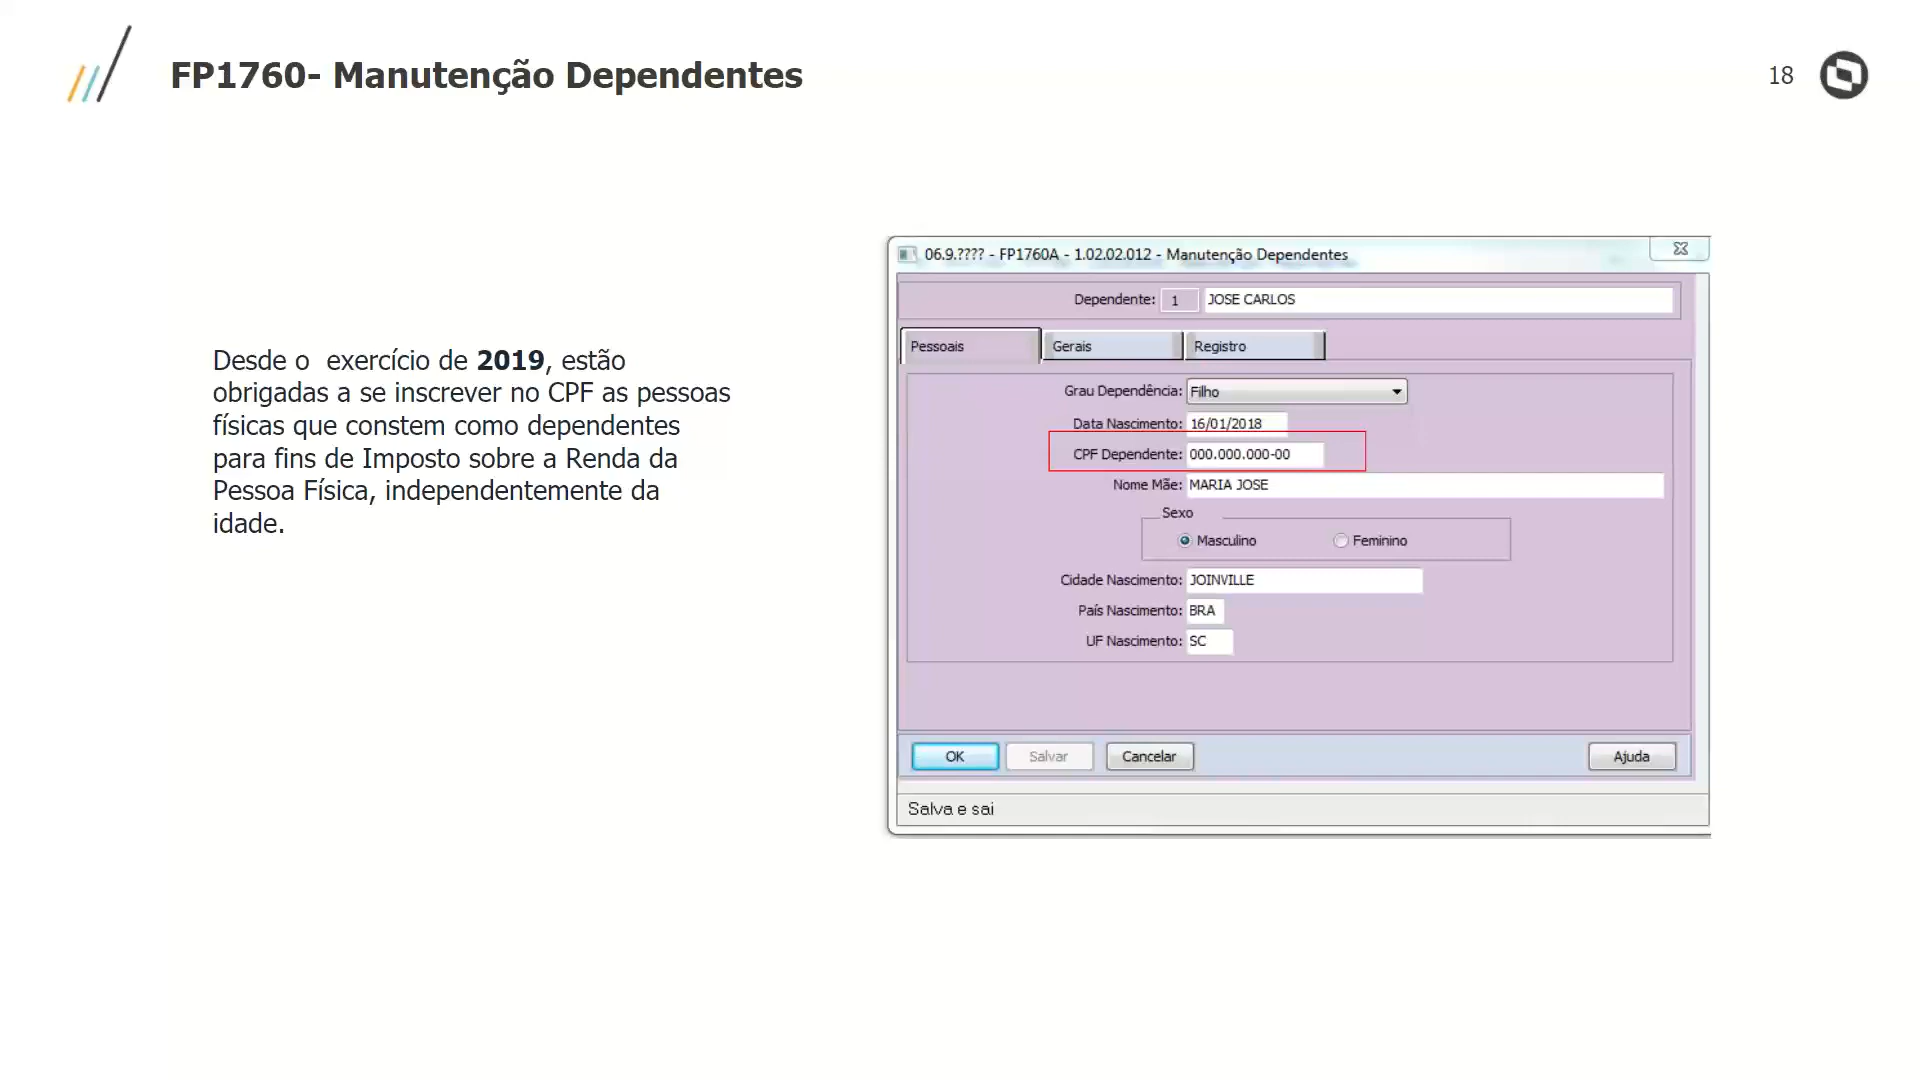 FP1760- Manutenção Dependentes
18
Desde o  exercício de 2019, estão
obrigadas a se inscrever no CPF as pessoas
físicas que constem como dependentes
para fins de Imposto sobre a Renda da
Pessoa Física, independentemente da
idade.
06.9.???? - FP1760A - 1.02.02.012 - Manutenção Dependentes
Dependente: 1 JOSE CARLOS
Pessoais Gerais Registro
Grau Dependência: Filho
Data Nascimento: 16/01/2018
CPF Dependente: 000.000.000-00
Nome Mãe: MARIA JOSE
Sexo
Masculino Feminino
Cidade Nascimento: JOINVILLE
País Nascimento: BRA
UF Nascimento: SC
OK Salvar Cancelar Ajuda
Salva e sai